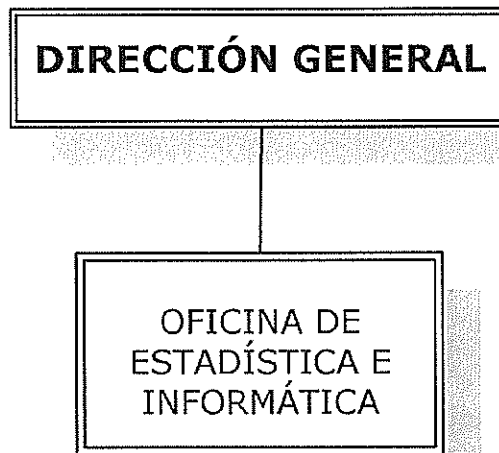 DIRECCIÓN GENERAL
OFICINA DE
ESTADÍSTICA E
INFORMÁTICA